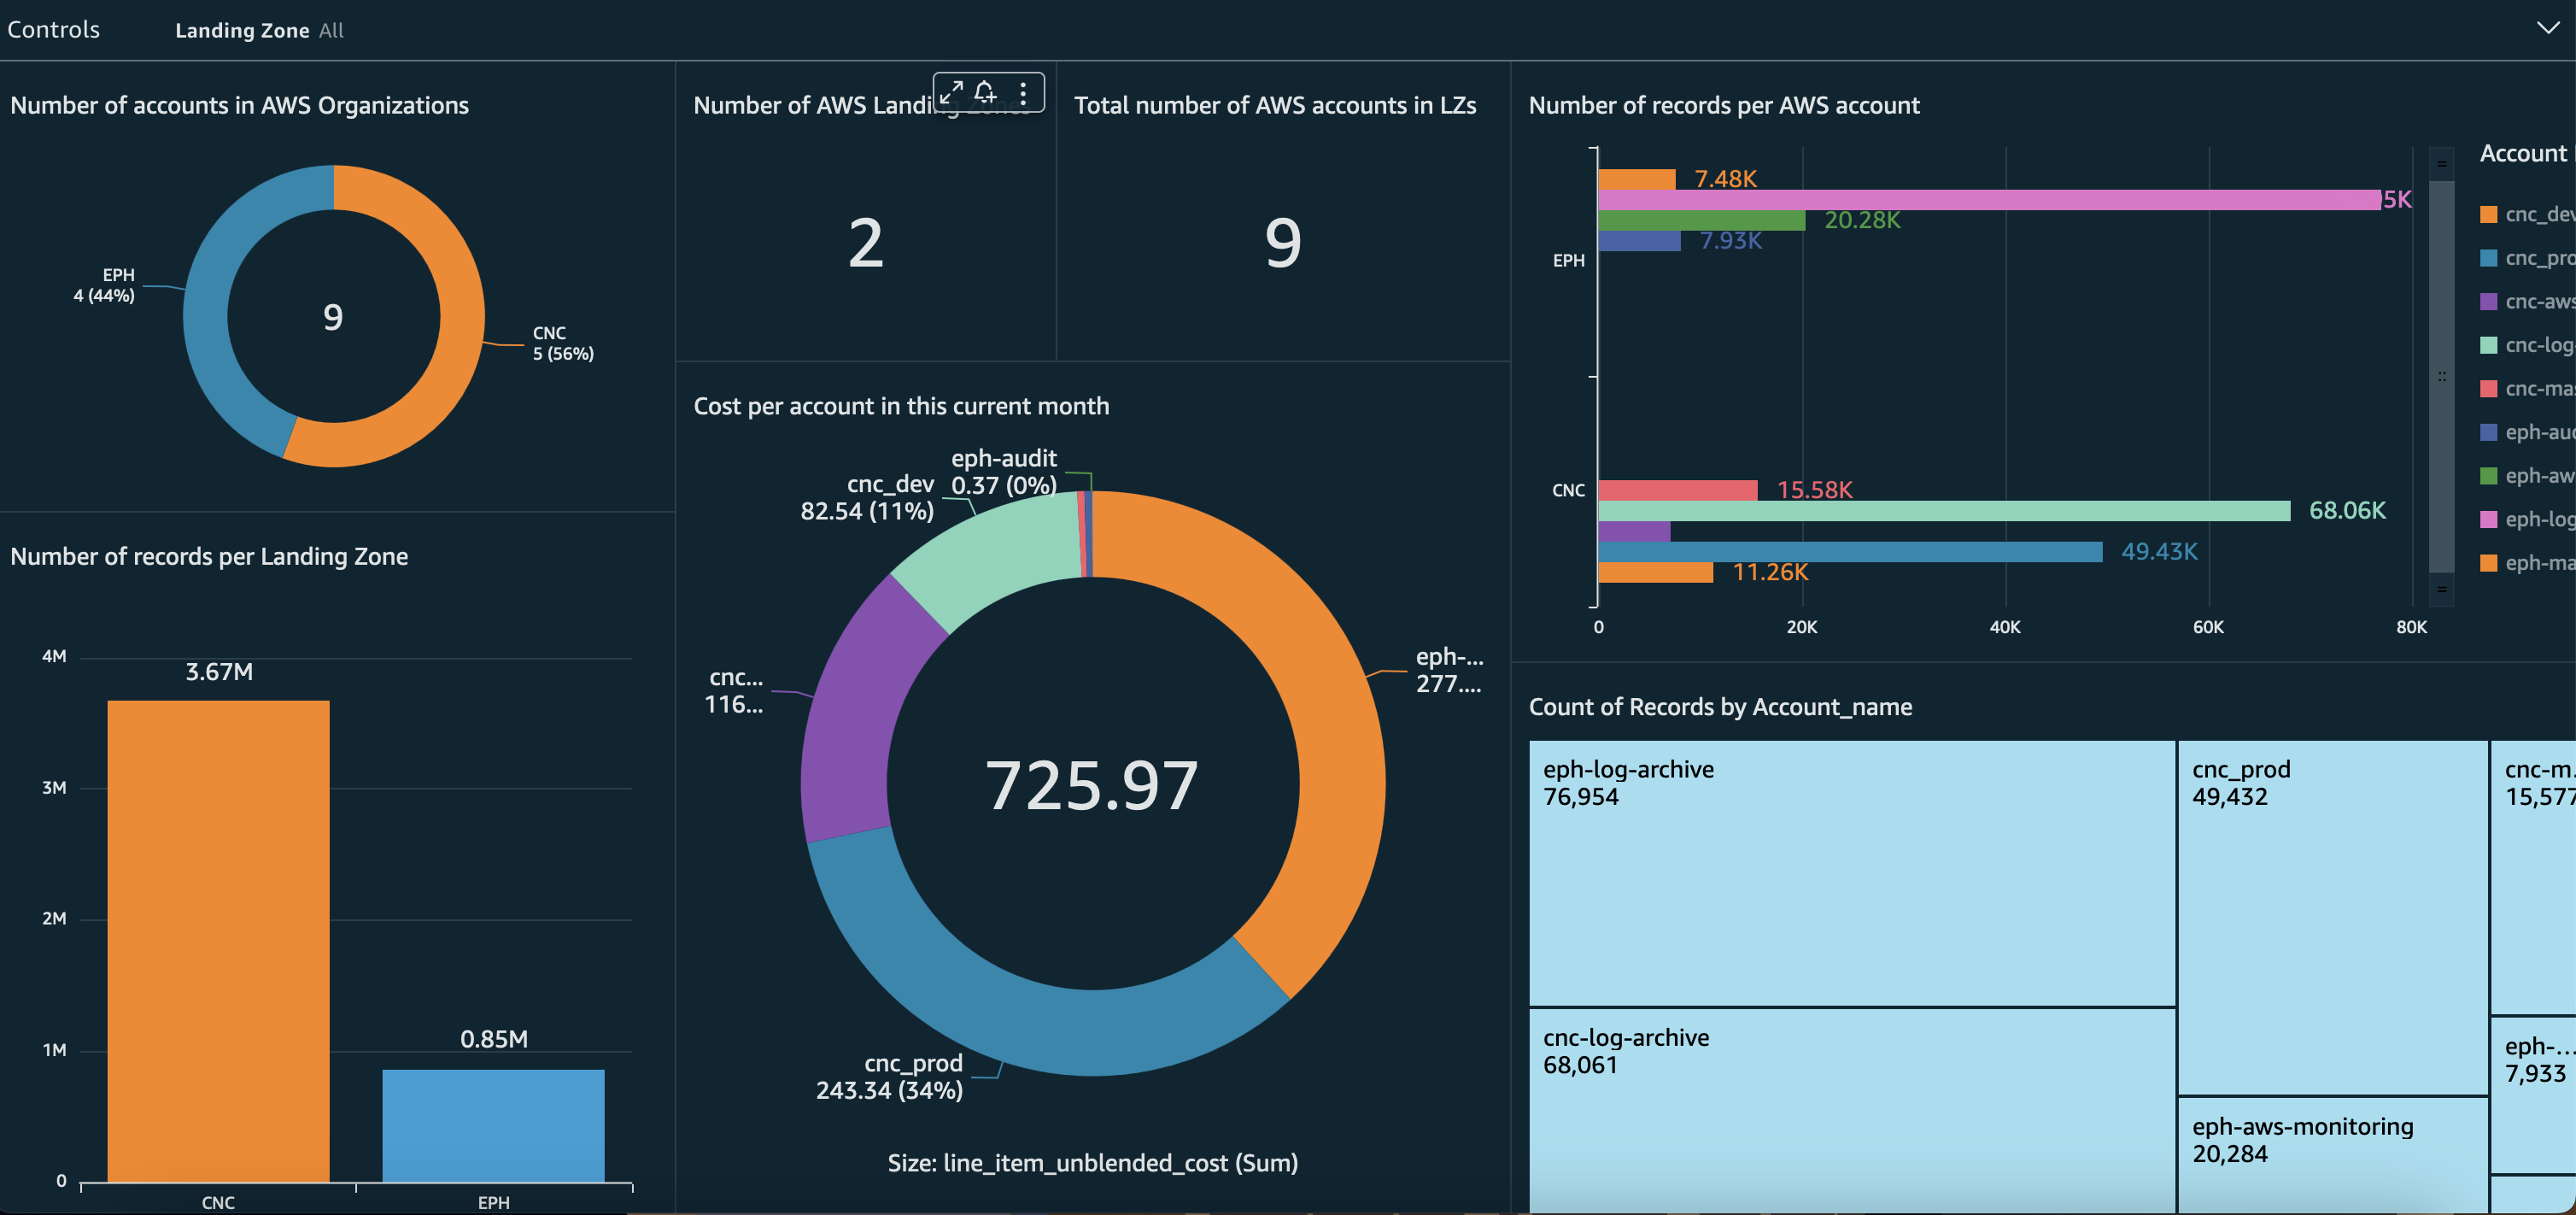 Controls
Landing Zone All
Number of accounts in AWS Organizations
EPH
4 (44%)
9
CNC
5 (56%)
Number of records per Landing Zone
4M
3.67M
3M
2M
1M
0.85M
0
CNC
EPH
Number of AWS Landing Zones
2
Total number of AWS accounts in LZs
9
Cost per account in this current month
eph-audit
0.37 (0%)
cnc_dev
82.54 (11%)
cnc...
116...
eph-...
277....
725.97
cnc_prod
243.34 (34%)
Size: line_item_unblended_cost (Sum)
Number of records per AWS account
EPH
7.48K
5K
20.28K
7.93K
CNC
15.58K
68.06K
49.43K
11.26K
0
20K
40K
60K
80K
Account
cnc_dev
cnc_pro
cnc-aws
cnc-log
cnc-ma
eph-au
eph-aw
eph-log
eph-ma
Count of Records by Account_name
eph-log-archive
76,954
cnc-log-archive
68,061
cnc_prod
49,432
eph-aws-monitoring
20,284
cnc-m.
15,577
eph-...
7,933